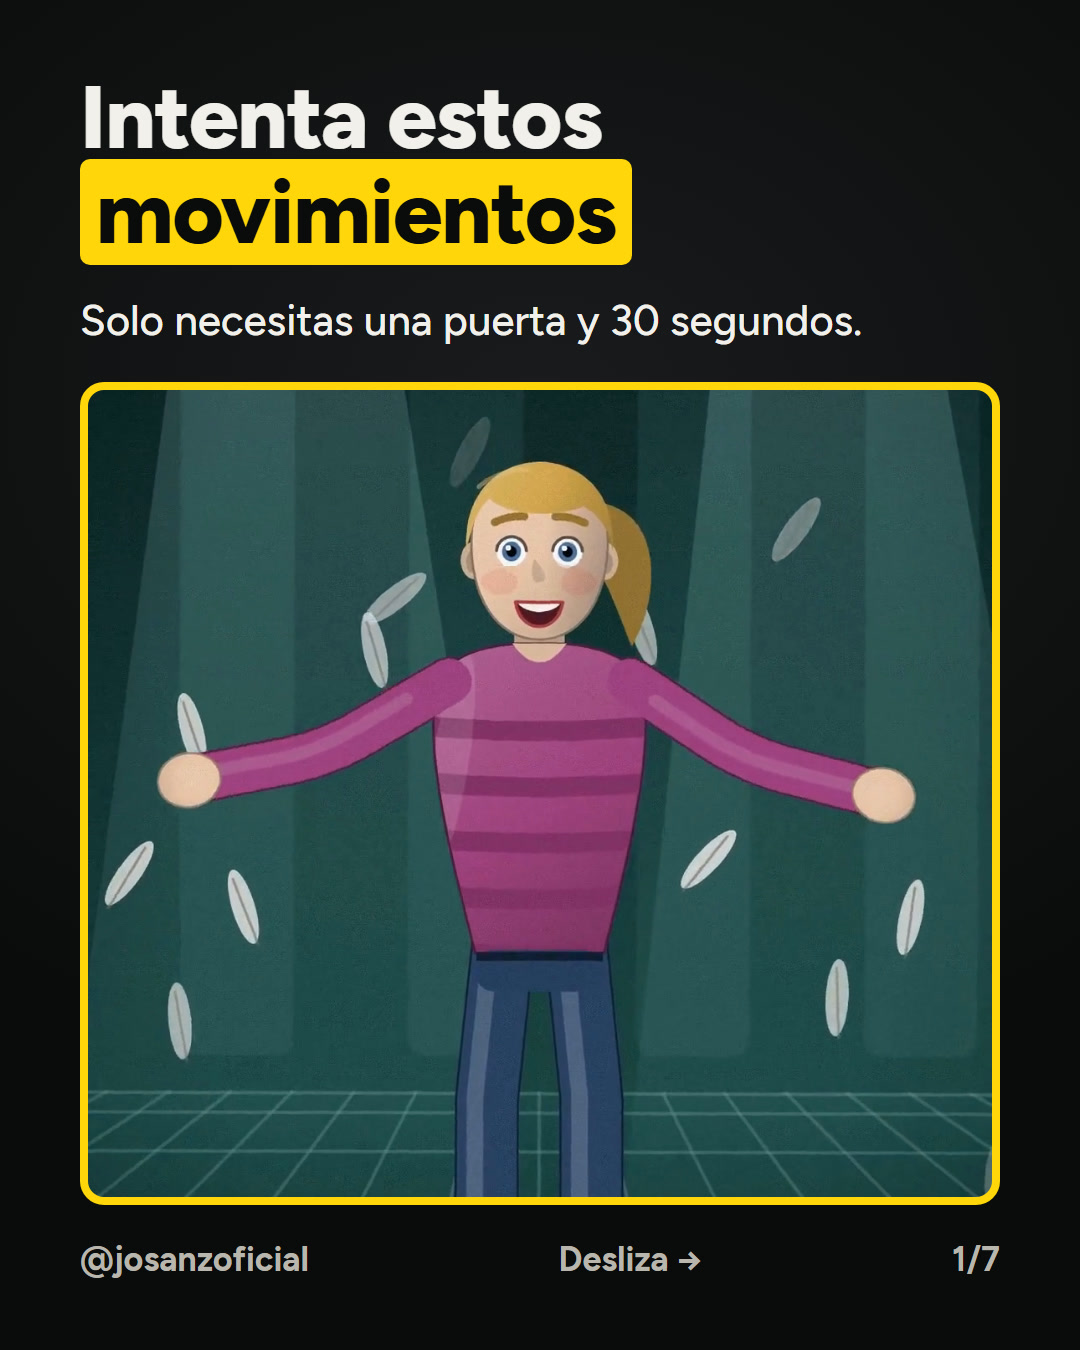 Intenta estos
movimientos
Solo necesitas una puerta y 30 segundos.
@josanzoficial
Desliza →
1/7